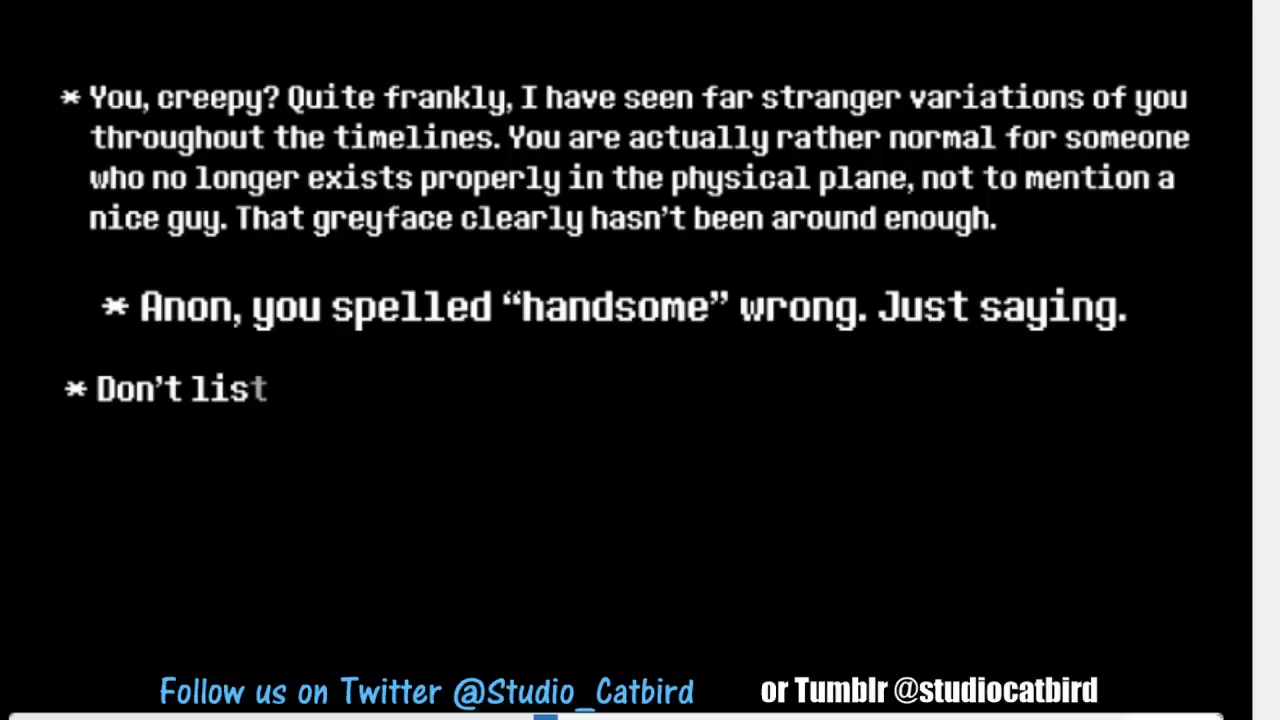 * You, creepy? Quite frankly, I have seen far stranger variations of you
throughout the timelines. You are actually rather normal for someone
who no longer exists properly in the physical plane, not to mention a
nice guy. That greyface clearly hasn't been around enough.
* Anon, you spelled “handsome” wrong. Just saying.
* Don't list
Follow us on Twitter @Studio_Catbird or Tumblr @studiocatbird